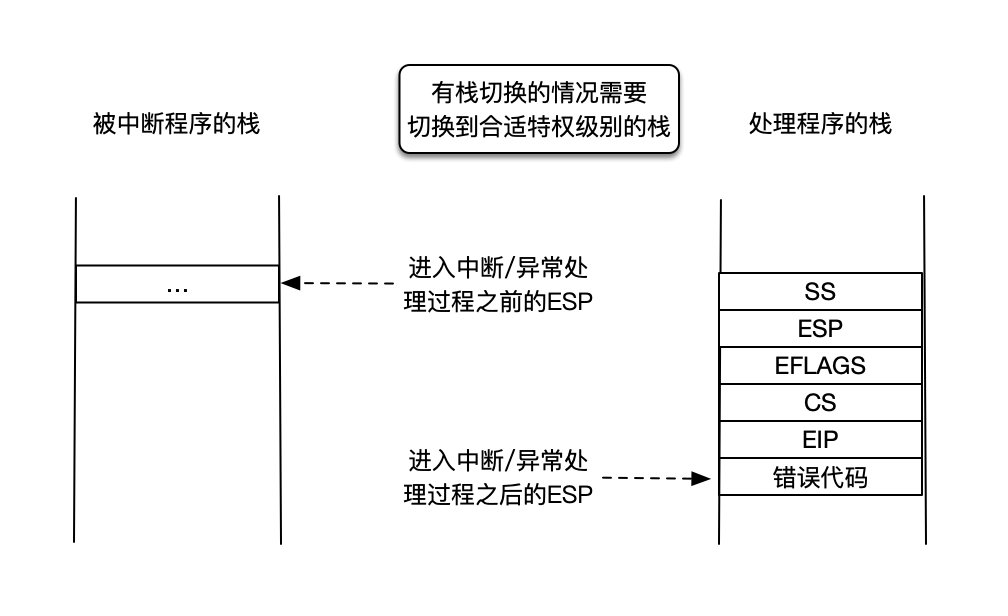 有栈切换的情况需要
切换到合适特权级别的栈
被中断程序的栈
处理程序的栈
...
进入中断/异常处
理过程之前的ESP
SS
ESP
EFLAGS
CS
EIP
错误代码
进入中断/异常处
理过程之后的ESP